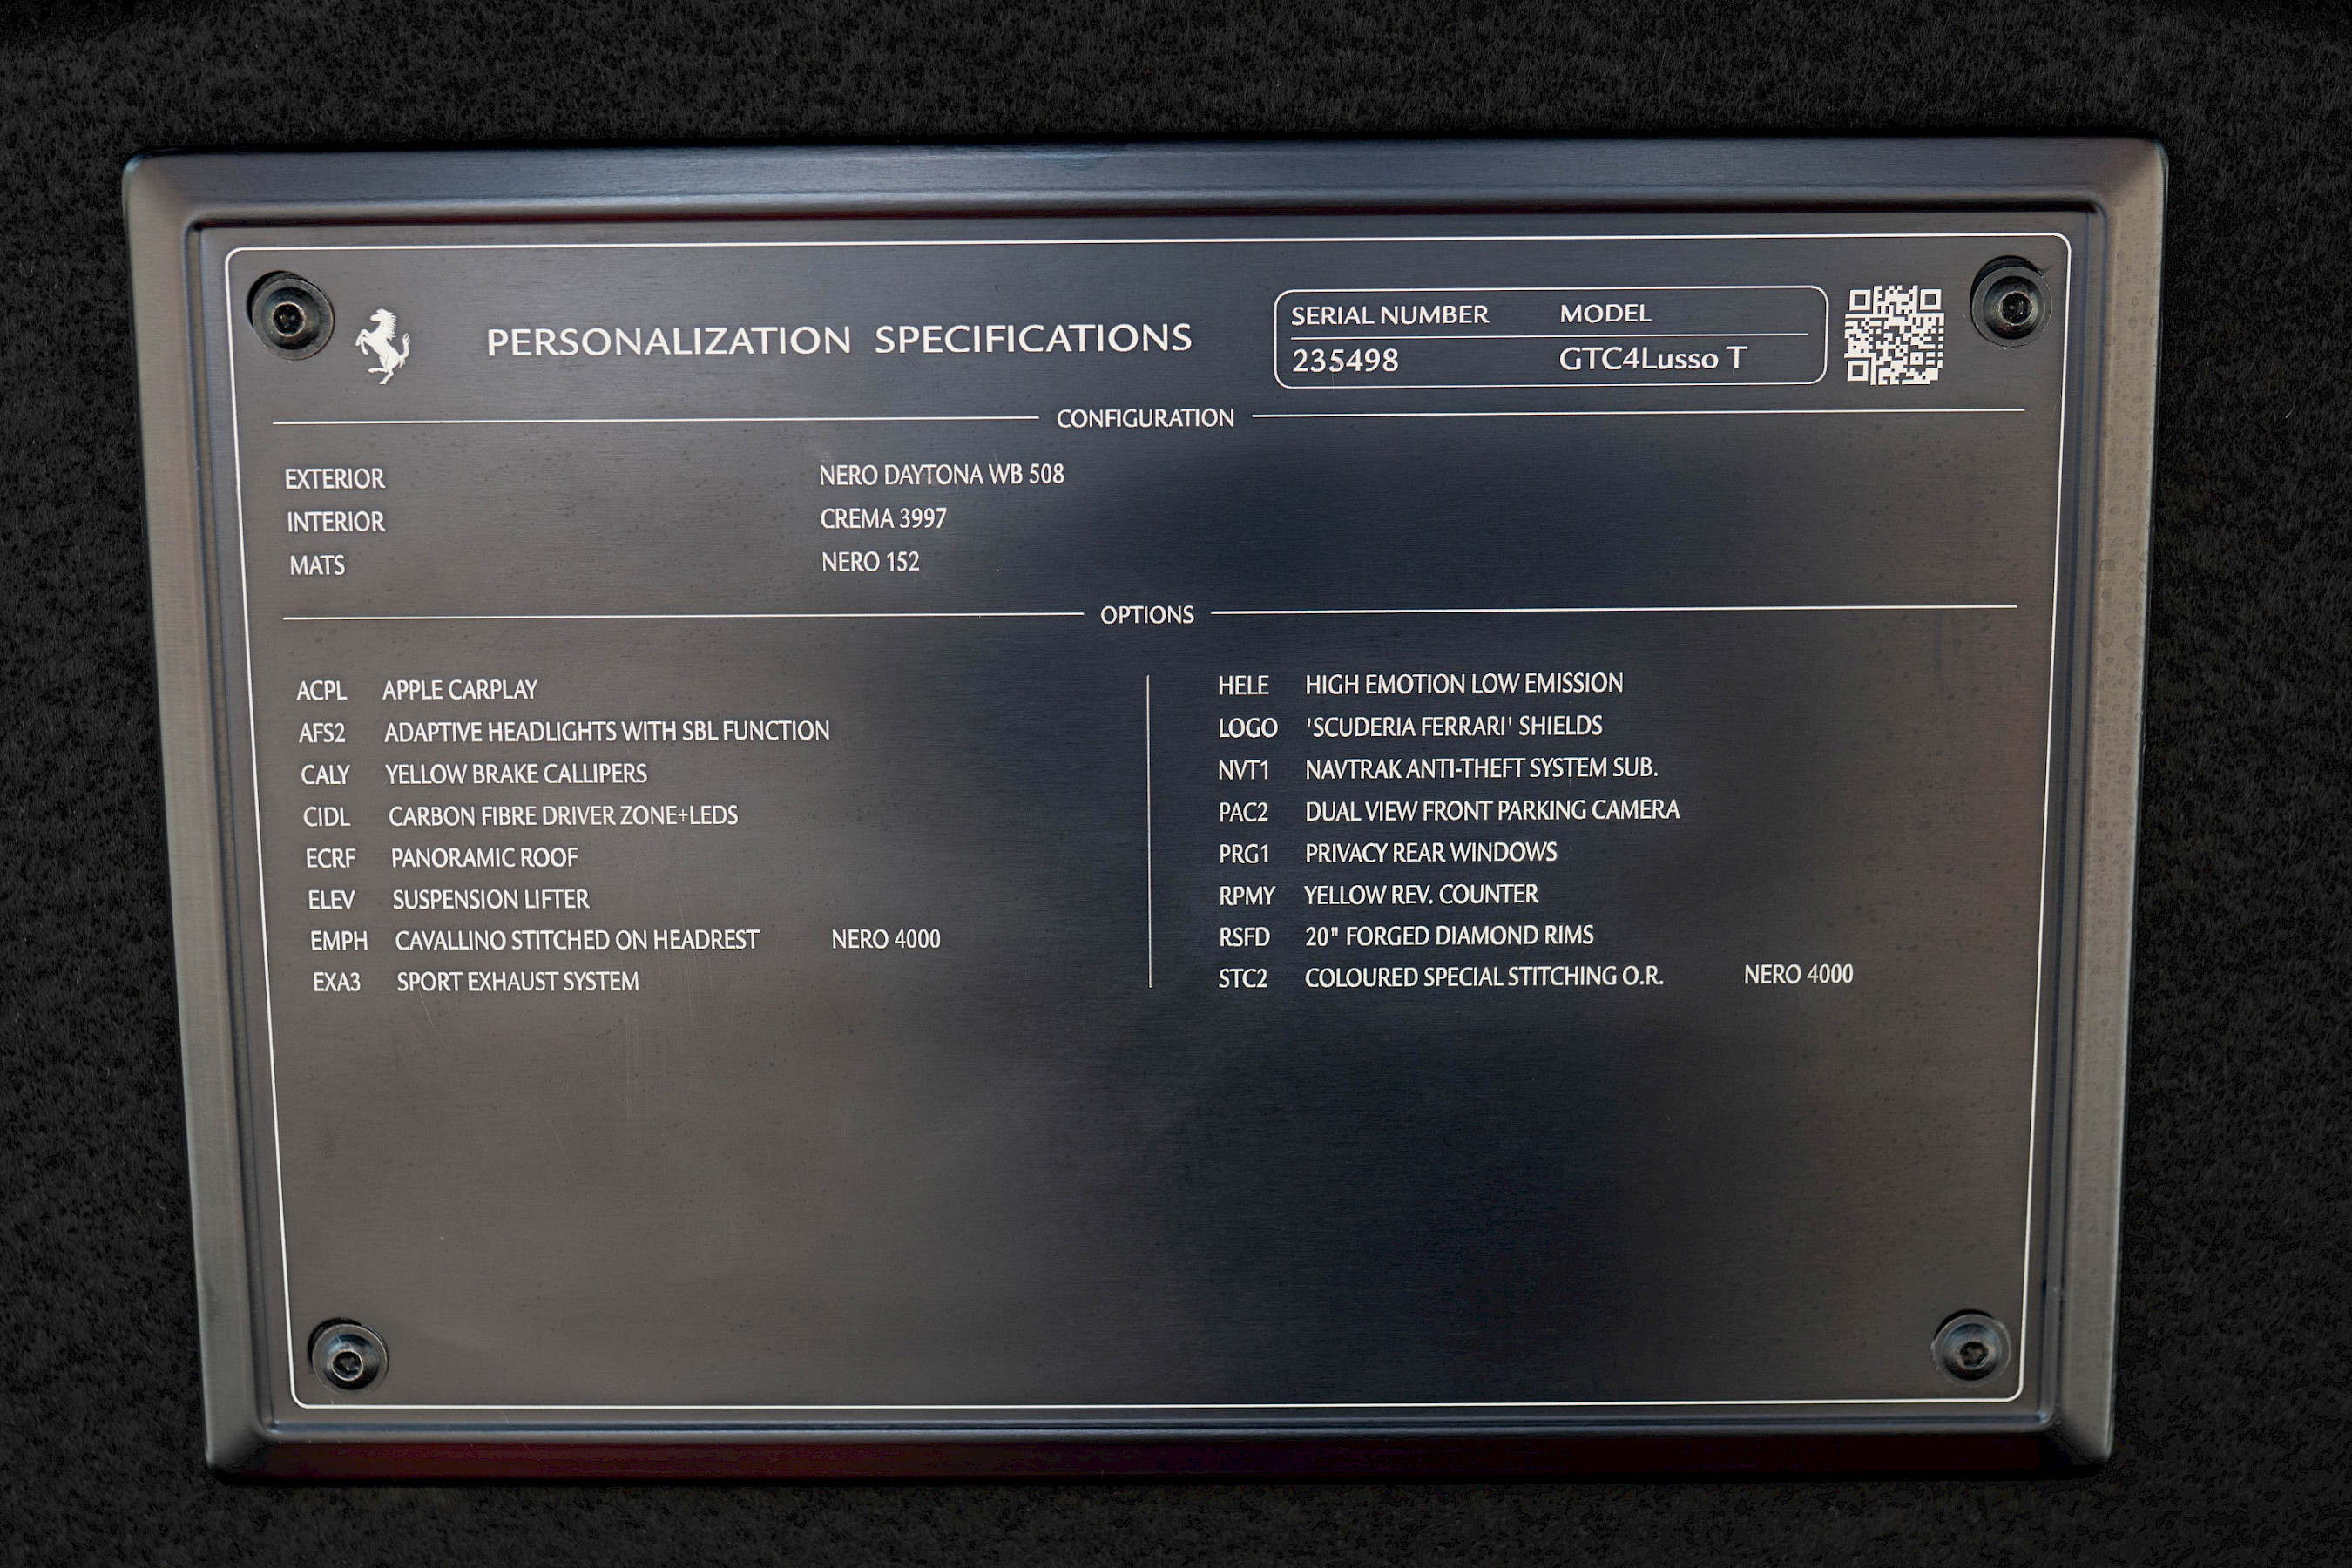 PERSONALIZATION SPECIFICATIONS
SERIAL NUMBER MODEL
235498 GTC4Lusso T
CONFIGURATION
EXTERIOR NERO DAYTONA WB 508
INTERIOR CREMA 3997
MATS NERO 152
OPTIONS
ACPL APPLE CARPLAY
AFS2 ADAPTIVE HEADLIGHTS WITH SBL FUNCTION
CALY YELLOW BRAKE CALLIPERS
CIDL CARBON FIBRE DRIVER ZONE+LEDS
ECRF PANORAMIC ROOF
ELEV SUSPENSION LIFTER
EMPH CAVALLINO STITCHED ON HEADREST NERO 4000
EXA3 SPORT EXHAUST SYSTEM
HELE HIGH EMOTION LOW EMISSION
LOGO 'SCUDERIA FERRARI' SHIELDS
NVT1 NAVTRAK ANTI-THEFT SYSTEM SUB.
PAC2 DUAL VIEW FRONT PARKING CAMERA
PRG1 PRIVACY REAR WINDOWS
RPMY YELLOW REV. COUNTER
RSFD 20" FORGED DIAMOND RIMS
STC2 COLOURED SPECIAL STITCHING O.R. NERO 4000